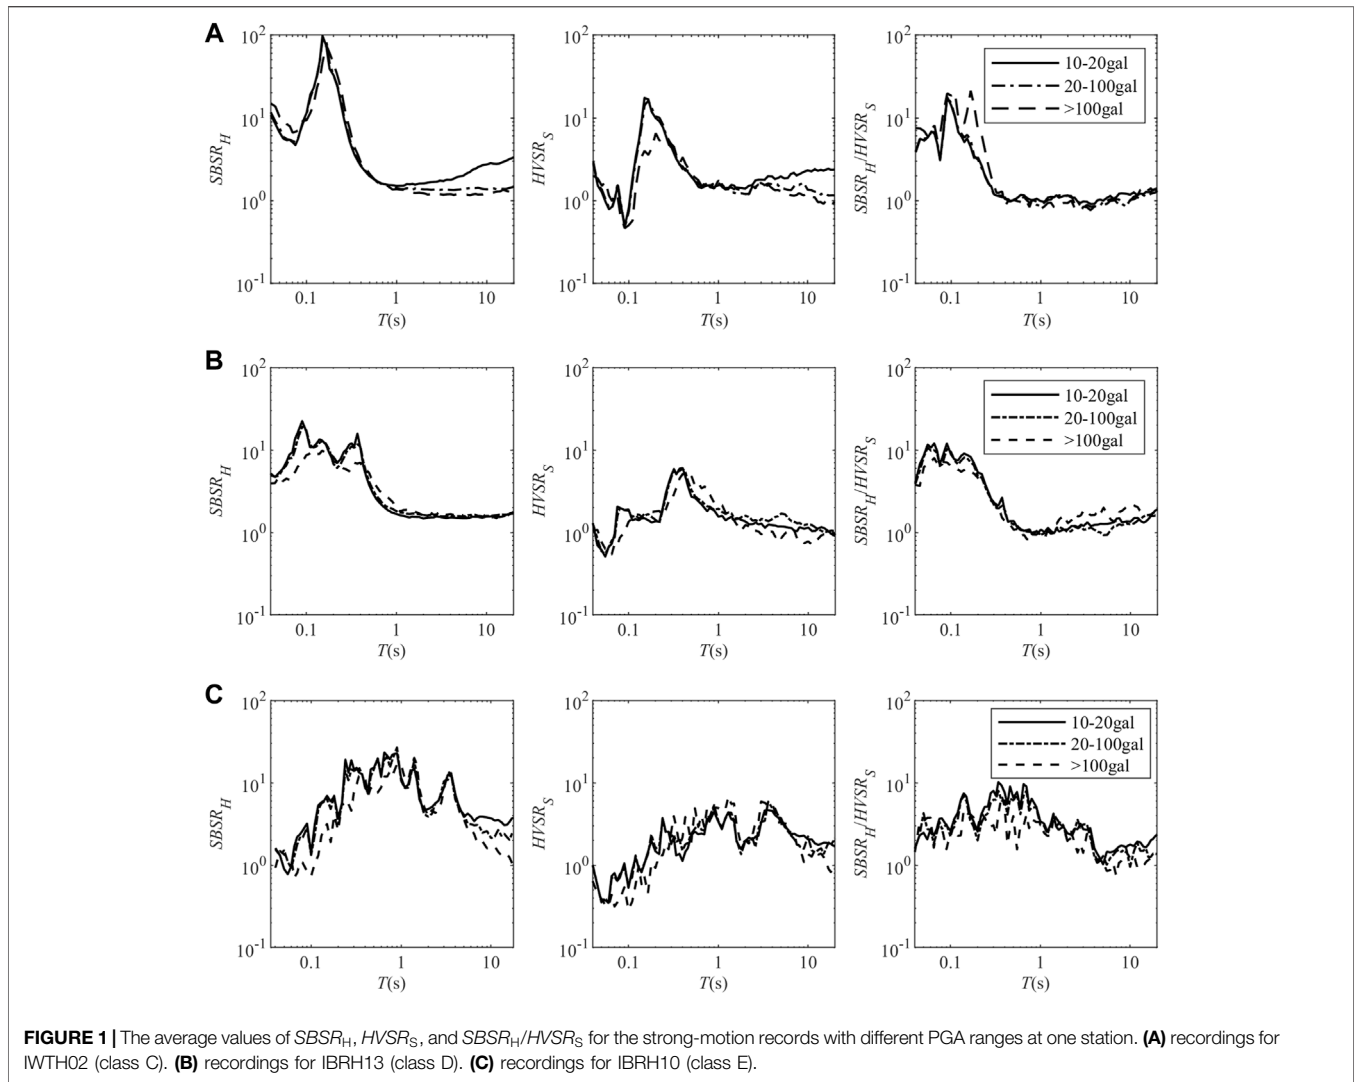 A
10²
10¹
10⁰
10⁻¹
SBSR_H
0.1 1 10
T(s)
10²
10¹
10⁰
10⁻¹
HVSR_S
0.1 1 10
T(s)
10²
10¹
10⁰
10⁻¹
SBSR_H/HVSR_S
10-20gal
20-100gal
>100gal
0.1 1 10
T(s)
B
10²
10¹
10⁰
10⁻¹
SBSR_H
0.1 1 10
T(s)
10²
10¹
10⁰
10⁻¹
HVSR_S
0.1 1 10
T(s)
10²
10¹
10⁰
10⁻¹
SBSR_H/HVSR_S
10-20gal
20-100gal
>100gal
0.1 1 10
T(s)
C
10²
10¹
10⁰
10⁻¹
SBSR_H
0.1 1 10
T(s)
10²
10¹
10⁰
10⁻¹
HVSR_S
0.1 1 10
T(s)
10²
10¹
10⁰
10⁻¹
SBSR_H/HVSR_S
10-20gal
20-100gal
>100gal
0.1 1 10
T(s)
FIGURE 1 | The average values of SBSR_H, HVSR_S, and SBSR_H/HVSR_S for the strong-motion records with different PGA ranges at one station. (A) recordings for
IWTH02 (class C). (B) recordings for IBRH13 (class D). (C) recordings for IBRH10 (class E).